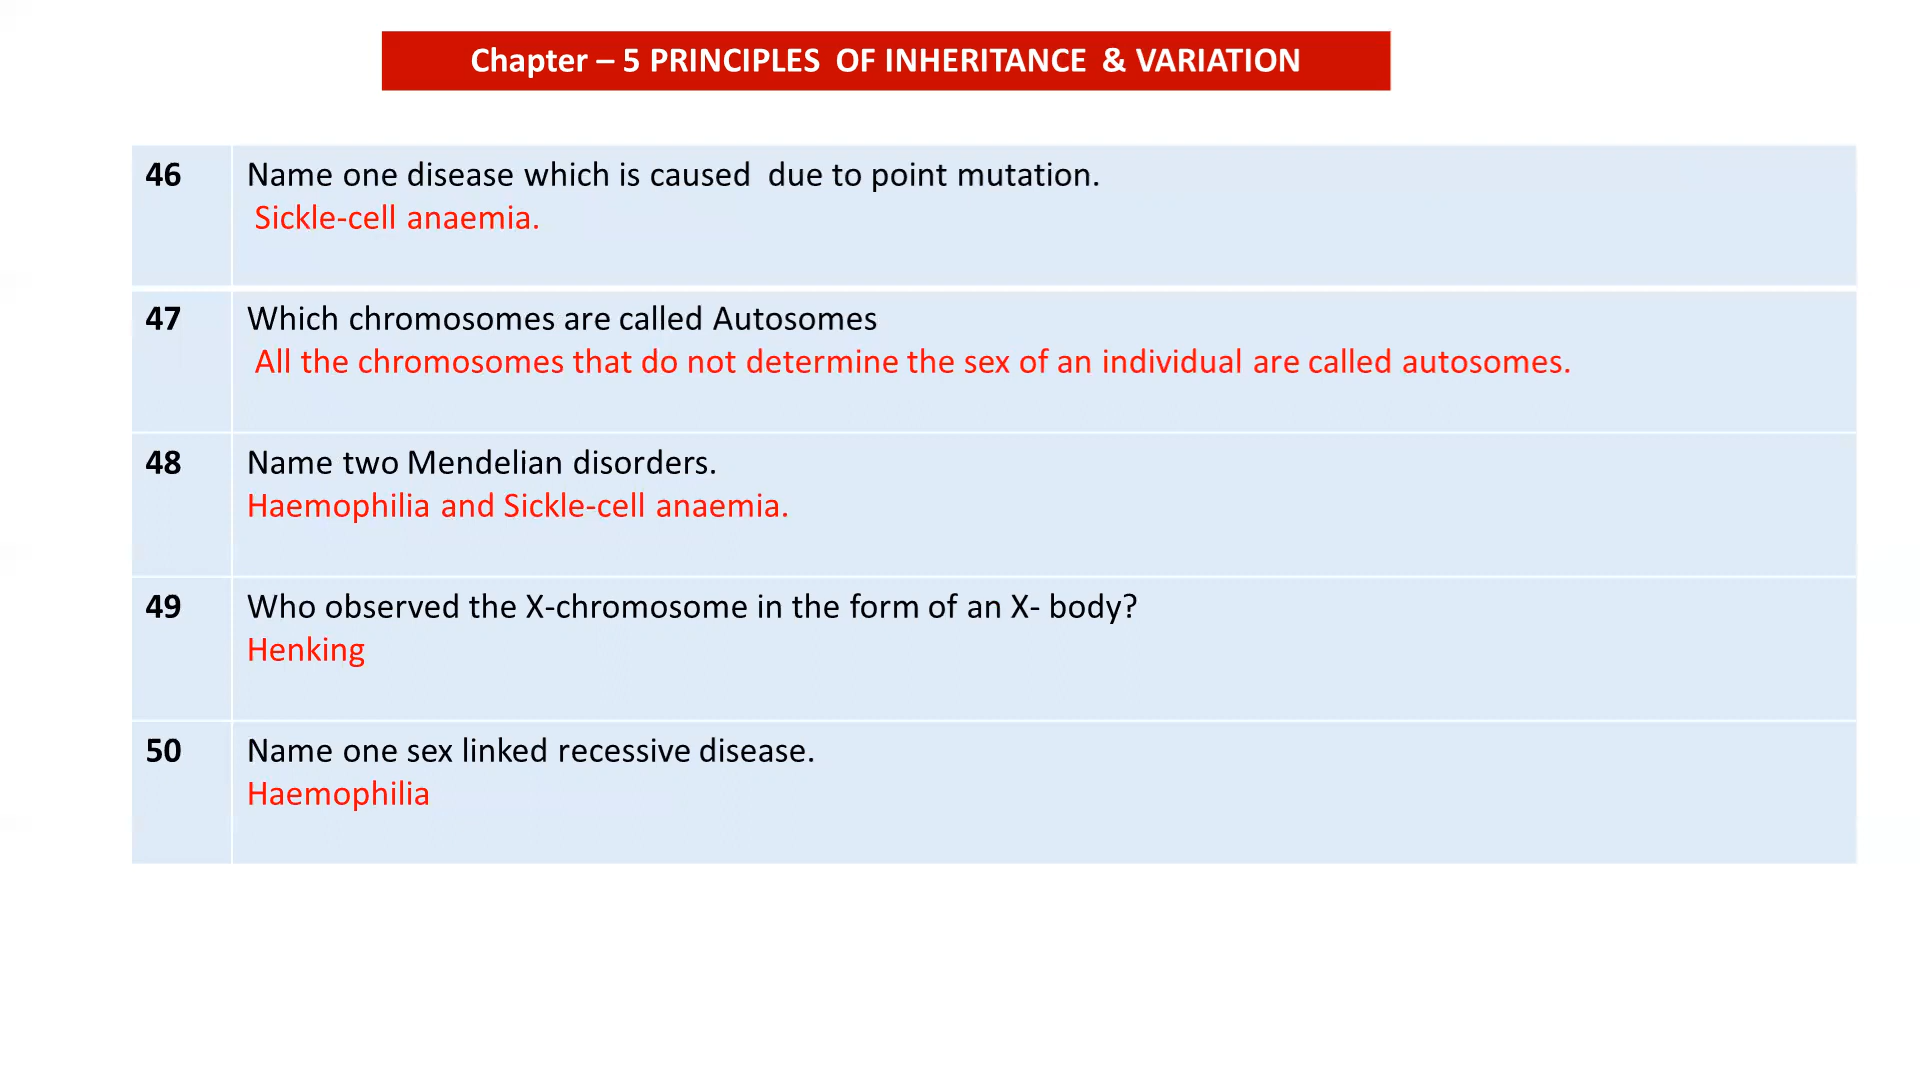 Chapter – 5 PRINCIPLES OF INHERITANCE & VARIATION
46
Name one disease which is caused due to point mutation.
Sickle-cell anaemia.
47
Which chromosomes are called Autosomes
All the chromosomes that do not determine the sex of an individual are called autosomes.
48
Name two Mendelian disorders.
Haemophilia and Sickle-cell anaemia.
49
Who observed the X-chromosome in the form of an X- body?
Henking
50
Name one sex linked recessive disease.
Haemophilia